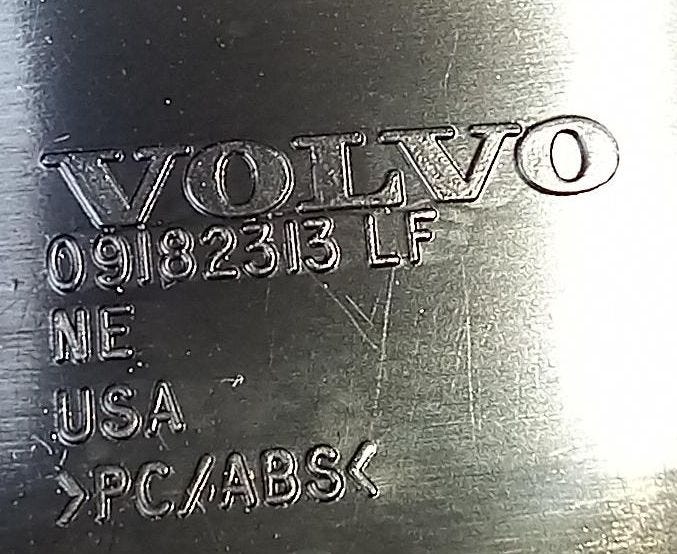 VOLVO
09182313 LF
NE
USA
>PC/ABS<